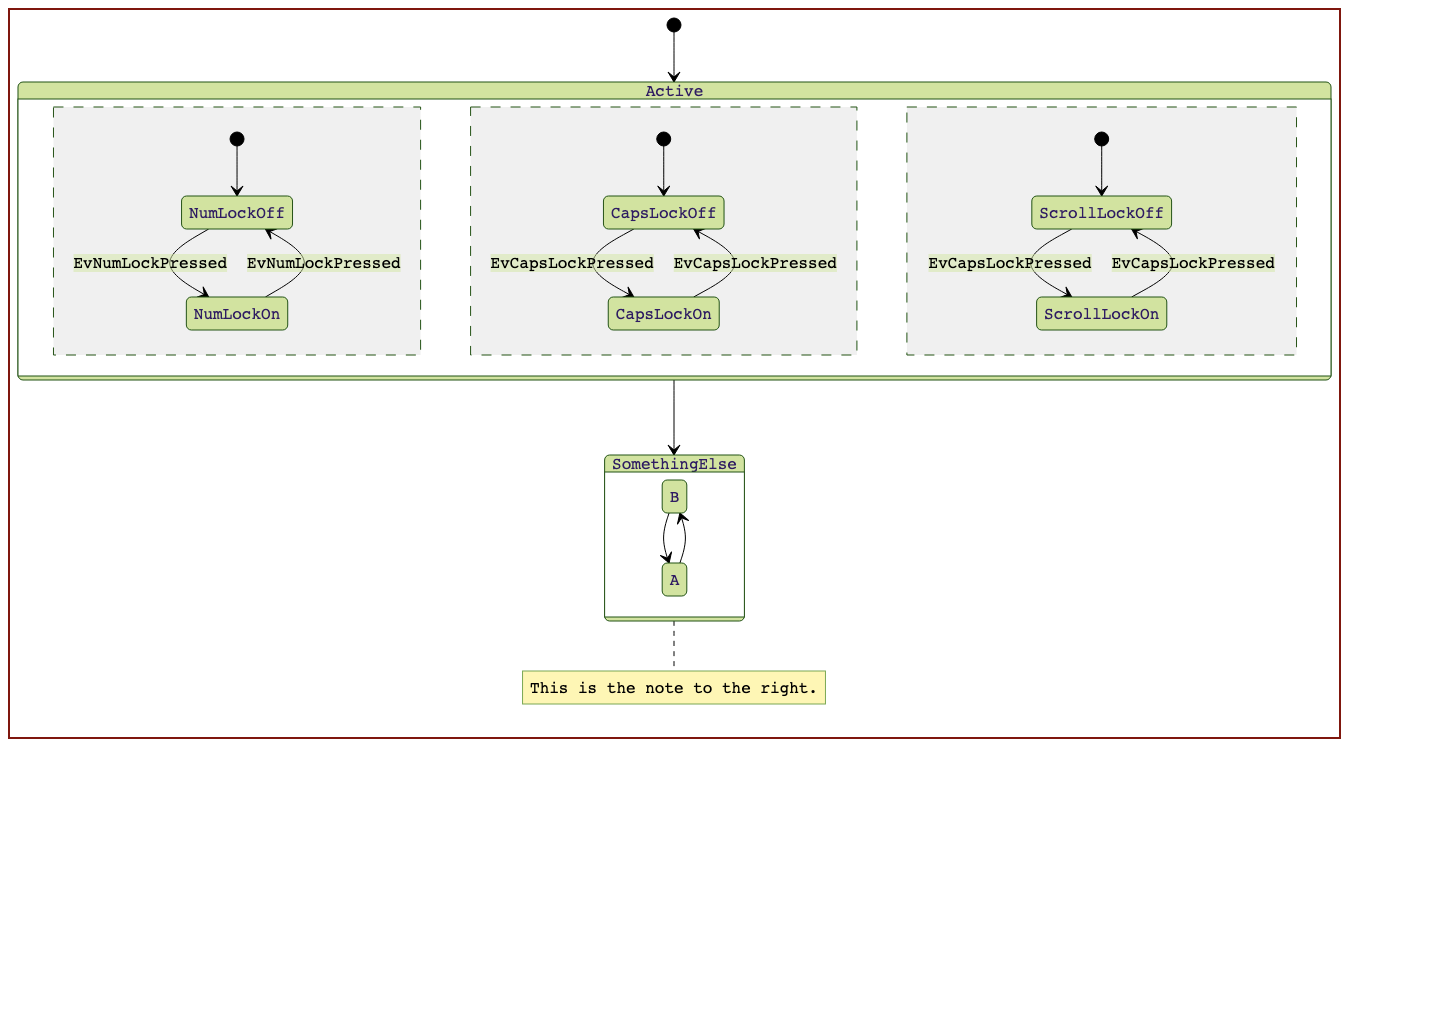 Active
NumLockOff
CapsLockOff
ScrollLockOff
EvNumLockPressed
EvNumLockPressed
EvCapsLockPressed
EvCapsLockPressed
EvCapsLockPressed
EvCapsLockPressed
NumLockOn
CapsLockOn
ScrollLockOn
SomethingElse
B
A
This is the note to the right.